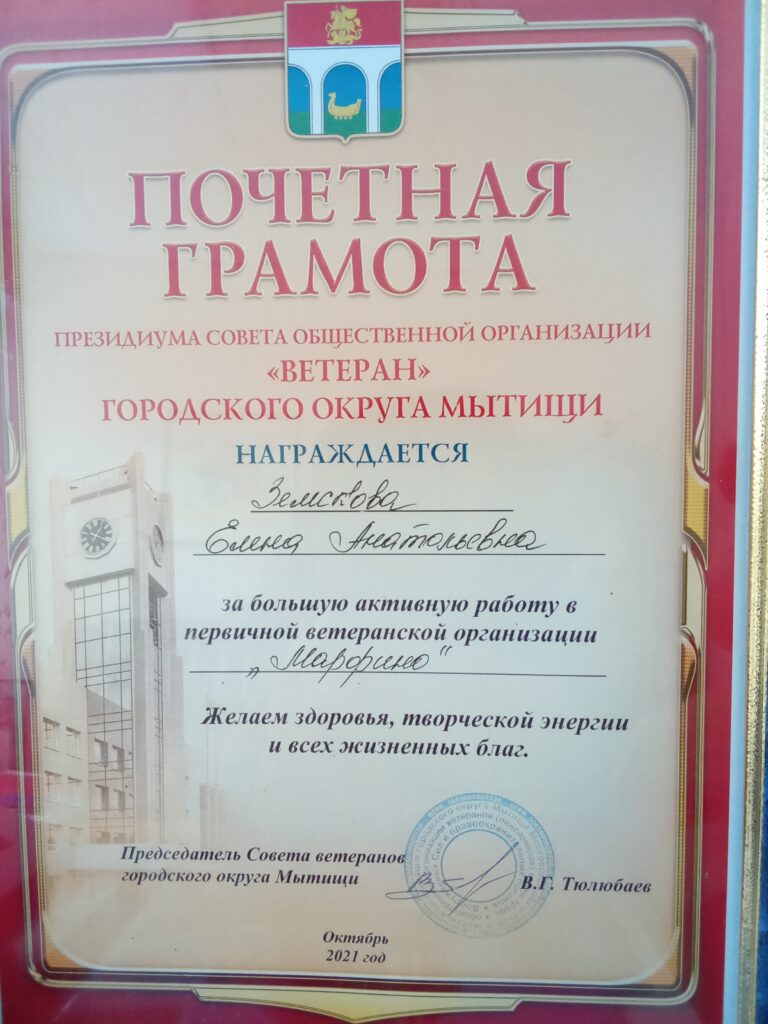 ПОЧЕТНАЯ
ГРАМОТА
ПРЕЗИДИУМА СОВЕТА ОБЩЕСТВЕННОЙ ОРГАНИЗАЦИИ
«ВЕТЕРАН»
ГОРОДСКОГО ОКРУГА МЫТИЩИ
НАГРАЖДАЕТСЯ
Земскова
Елена Анатольевна
за большую активную работу в
первичной ветеранской организации
„Марфино"
Желаем здоровья, творческой энергии
и всех жизненных благ.
Председатель Совета ветеранов
городского округа Мытищи
В.Г. Тюлюбаев
Октябрь
2021 год